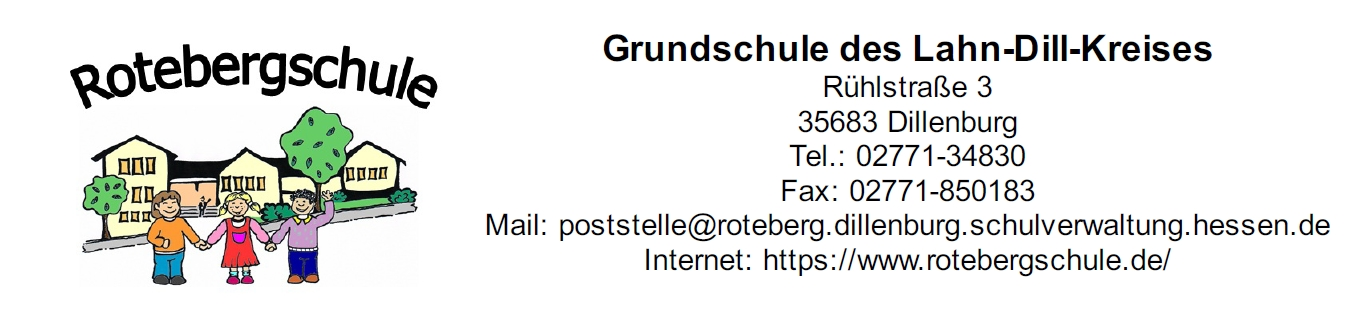 Rotebergschule
Grundschule des Lahn-Dill-Kreises
Rühlstraße 3
35683 Dillenburg
Tel.: 02771-34830
Fax: 02771-850183
Mail: poststelle@roteberg.dillenburg.schulverwaltung.hessen.de
Internet: https://www.rotebergschule.de/